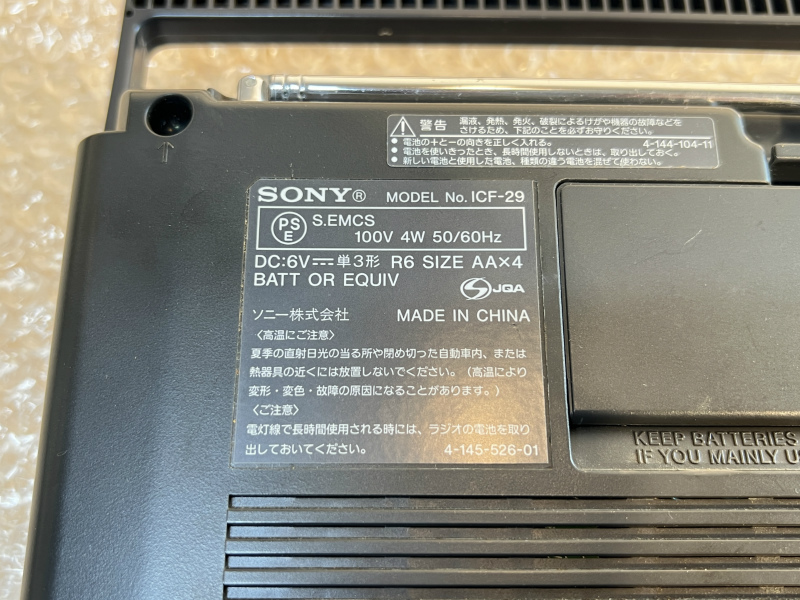 警告
漏液、発熱、発火、破裂によるけがや機器の故障などを
さけるため、下記のことを必ずお守りください。
● 電池の＋と−の向きを正しく入れる。 4-144-104-11
● 電池を使いきったとき、長時間使用しないときは、取り出しておく。
● 新しい電池と使用した電池、種類の違う電池を混ぜて使わない。
SONY® MODEL No. ICF-29
PSE S.EMCS
100V 4W 50/60Hz
DC:6V⎓単3形 R6 SIZE AA×4
BATT OR EQUIV
JQA
ソニー株式会社 MADE IN CHINA
〈高温にご注意〉
夏季の直射日光の当る所や閉め切った自動車内、または
熱器具の近くには放置しないでください。（高温により
変形・変色・故障の原因になることがあります。）
〈ご注意〉
電灯線で長時間使用される時には、ラジオの電池を取り
出しておいてください。 4-145-526-01
KEEP BATTERIES
IF YOU MAINLY U